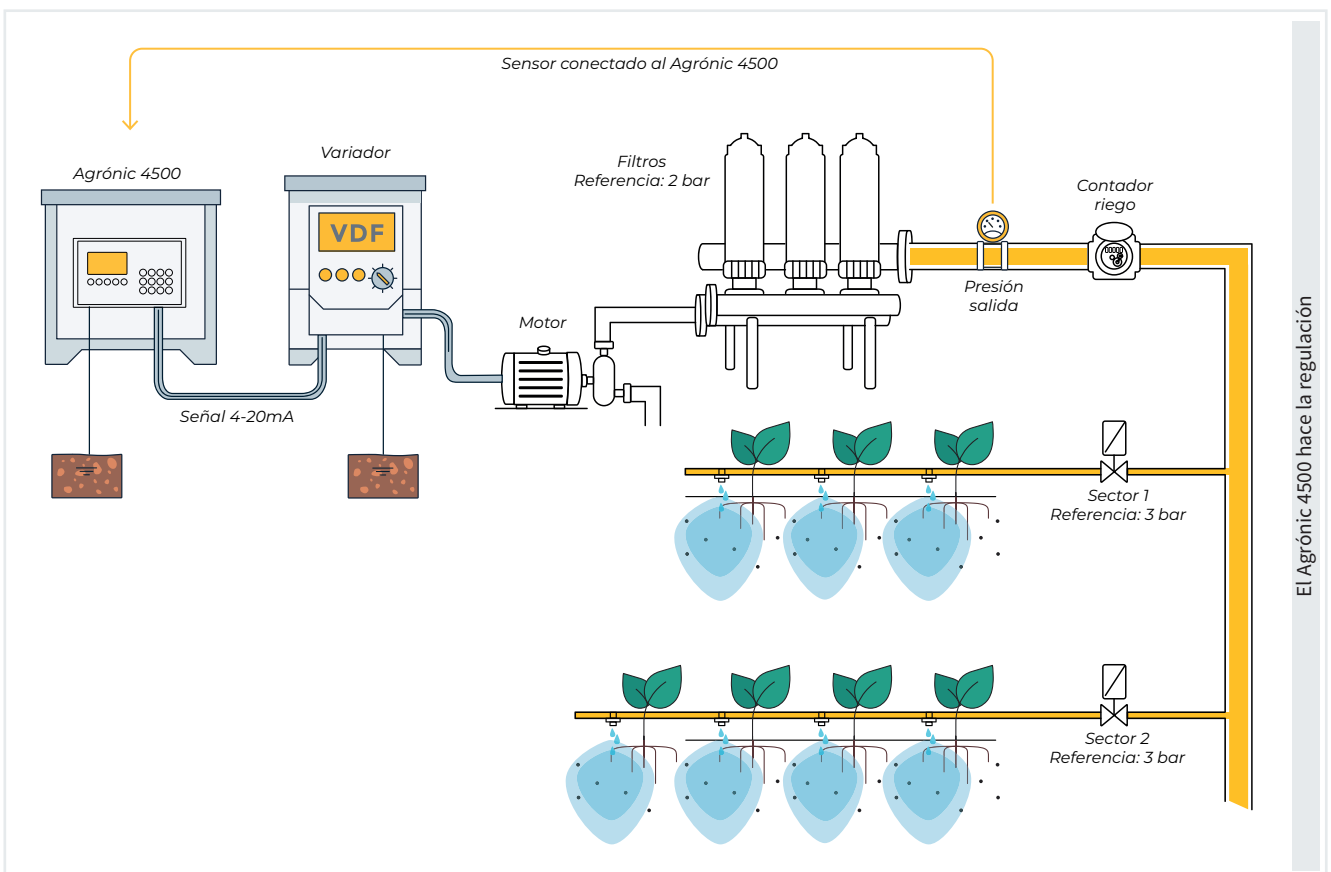 Sensor conectado al Agrónic 4500
Agrónic 4500
Variador
VDF
Filtros
Referencia: 2 bar
Contador
riego
Presión
salida
Motor
Señal 4-20mA
Sector 1
Referencia: 3 bar
Sector 2
Referencia: 3 bar
El Agrónic 4500 hace la regulación